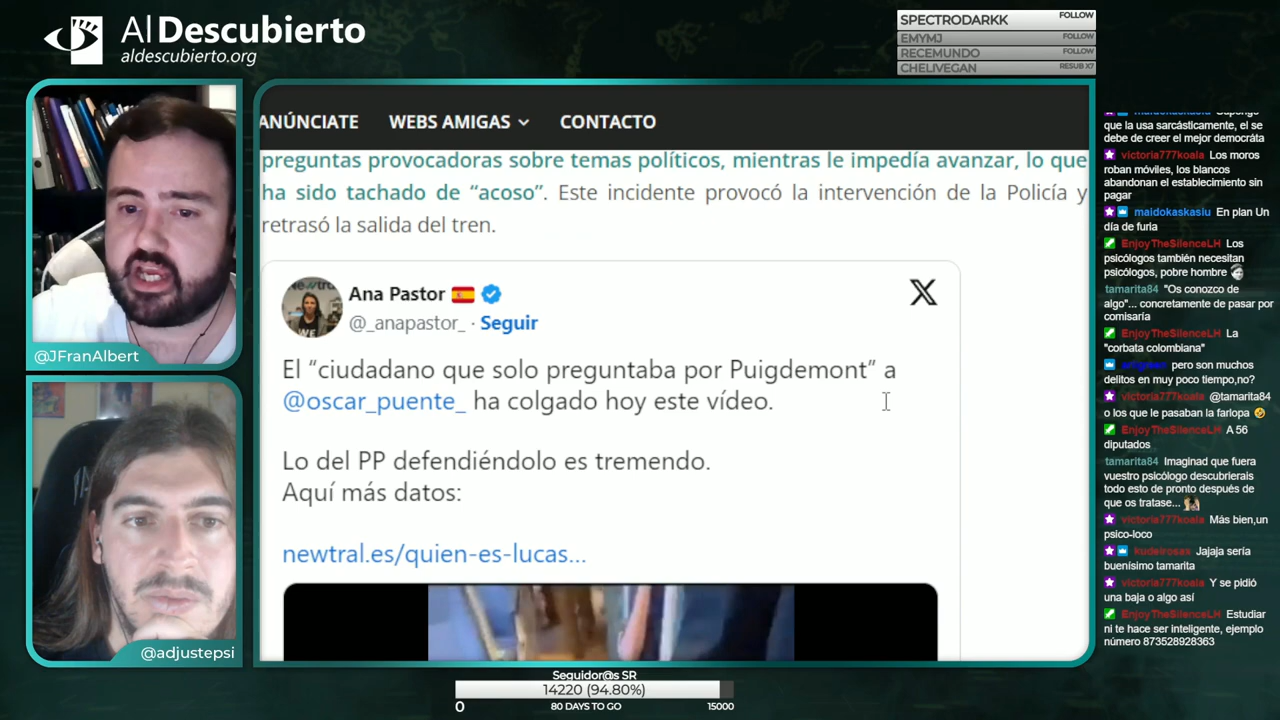 Al Descubierto
aldescubierto.org
SPECTRODARKK FOLLOW
EMYMJ FOLLOW
RECEMUNDO FOLLOW
CHELIVEGAN RESUB X7
@JFranAlbert
@adjustepsi
ANÚNCIATE WEBS AMIGAS CONTACTO
preguntas provocadoras sobre temas políticos, mientras le impedía avanzar, lo que
ha sido tachado de “acoso”. Este incidente provocó la intervención de la Policía y
retrasó la salida del tren.
Ana Pastor
@_anapastor_ · Seguir
El “ciudadano que solo preguntaba por Puigdemont” a
@oscar_puente_ ha colgado hoy este vídeo.
Lo del PP defendiéndolo es tremendo.
Aquí más datos:
newtral.es/quien-es-lucas...
que la usa sarcásticamente, el se
debe de creer el mejor democráta
victoria777koala Los moros
roban móviles, los blancos
abandonan el establecimiento sin
pagar
maidokaskasiu En plan Un
día de furia
EnjoyTheSilenceLH Los
psicólogos también necesitan
psicólogos, pobre hombre
tamarita84 "Os conozco de
algo"... concretamente de pasar por
comisaría
EnjoyTheSilenceLH La
"corbata colombiana"
pero son muchos
delitos en muy poco tiempo,no?
victoria777koala @tamarita84
o los que le pasaban la farlopa
EnjoyTheSilenceLH A 56
diputados
tamarita84 Imaginad que fuera
vuestro psicólogo descubrierais
todo esto de pronto después de
que os tratase...
victoria777koala Más bien,un
psico-loco
kudeirosas Jajaja sería
buenísimo tamarita
victoria777koala Y se pidió
una baja o algo así
EnjoyTheSilenceLH Estudiar
ni te hace ser inteligente, ejemplo
número 873528928363
Seguidor@s SR
14220 (94.80%)
0 80 DAYS TO GO 15000